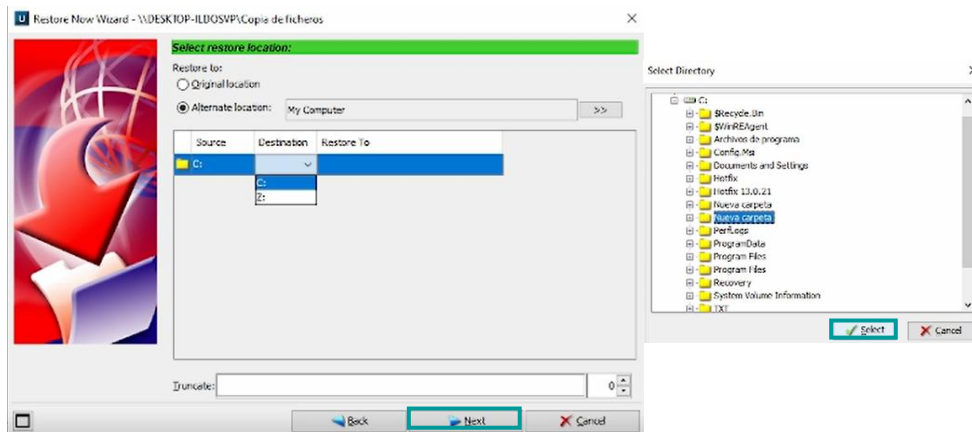 Restore Now Wizard - \\DESKTOP-ILDOSVP\Copia de ficheros
Select restore location:
Restore to:
Original location
Alternate location: My Computer >>
Source Destination Restore To
C:
C:
Z:
Truncate: 0
Back Next Cancel
Select Directory
C:
$Recycle.Bin
$WinREAgent
Archivos de programa
Config.Msi
Documents and Settings
Hotfix
Hotfix 13.0.21
Nueva carpeta
Nueva carpeta
PerfLogs
ProgramData
Program Files
Program Files
Recovery
System Volume Information
TXT
Select Cancel